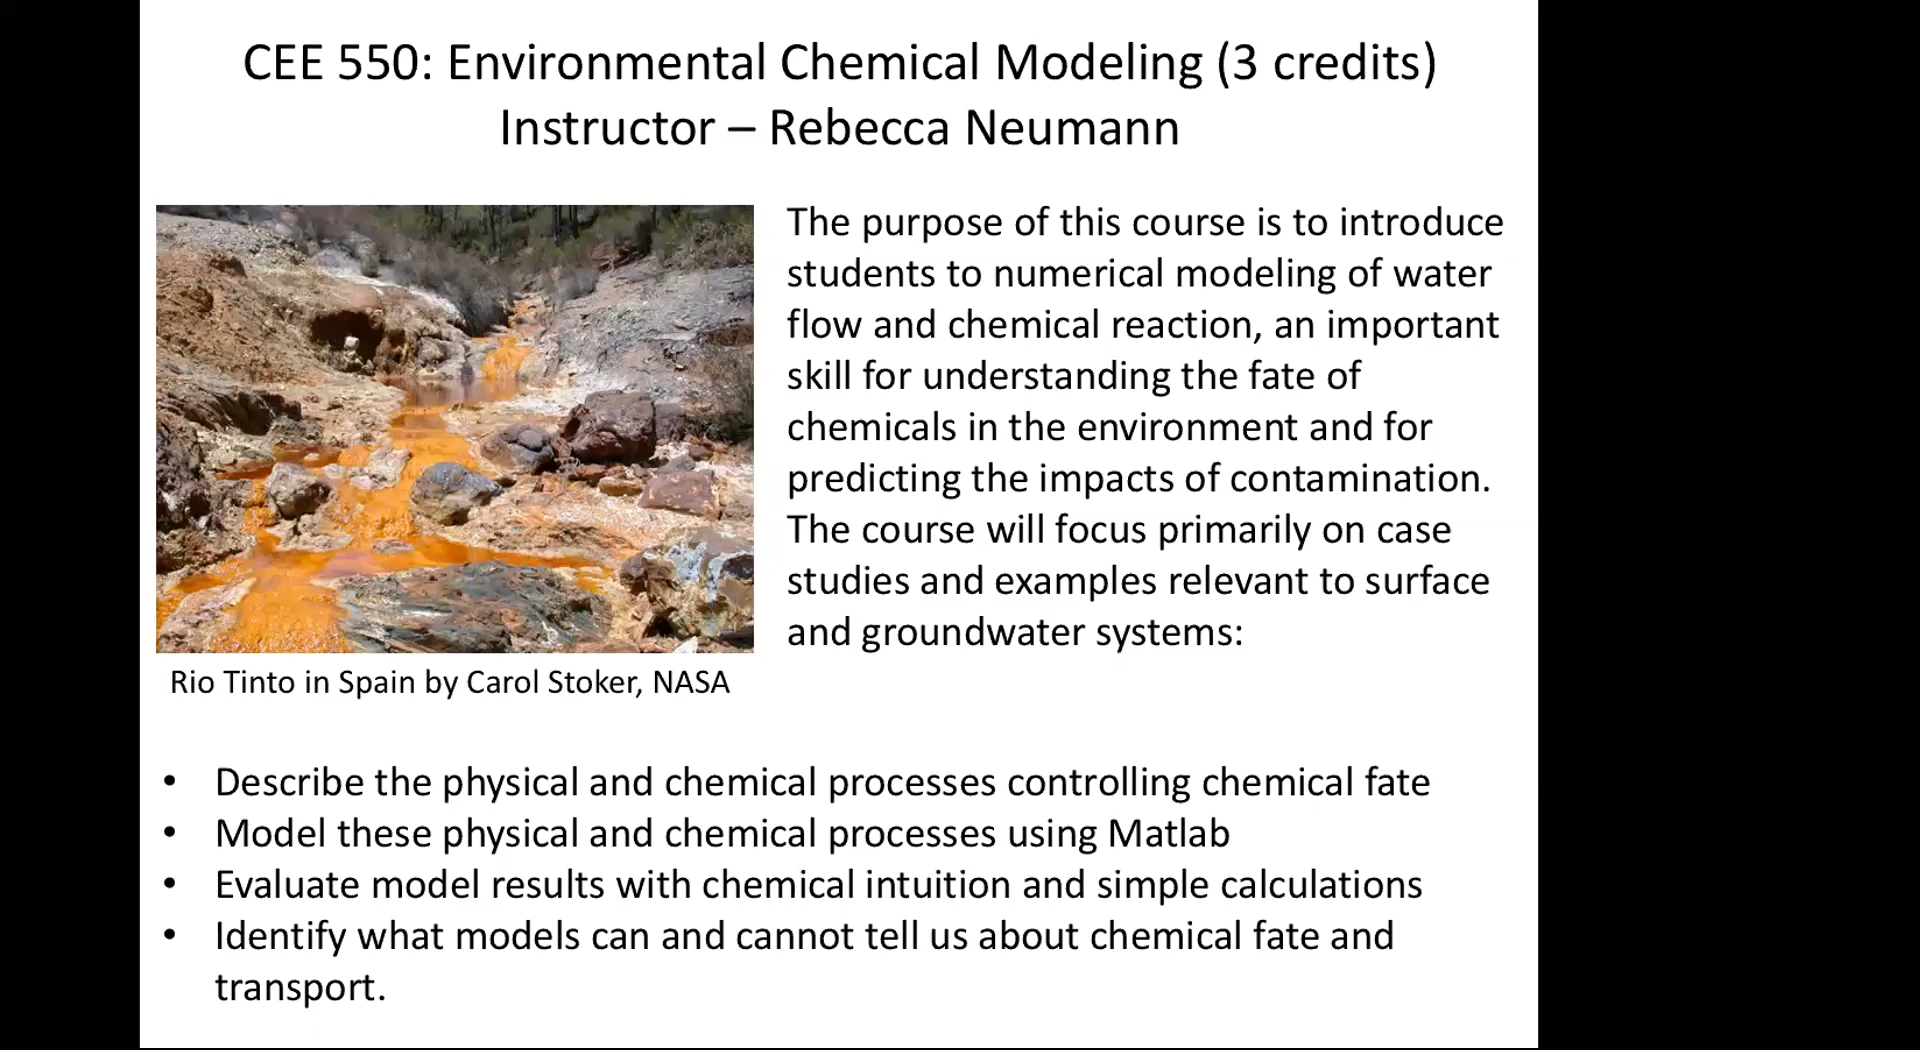 CEE 550: Environmental Chemical Modeling (3 credits)
Instructor – Rebecca Neumann
The purpose of this course is to introduce
students to numerical modeling of water
flow and chemical reaction, an important
skill for understanding the fate of
chemicals in the environment and for
predicting the impacts of contamination.
The course will focus primarily on case
studies and examples relevant to surface
and groundwater systems:
Rio Tinto in Spain by Carol Stoker, NASA
• Describe the physical and chemical processes controlling chemical fate
• Model these physical and chemical processes using Matlab
• Evaluate model results with chemical intuition and simple calculations
• Identify what models can and cannot tell us about chemical fate and
transport.